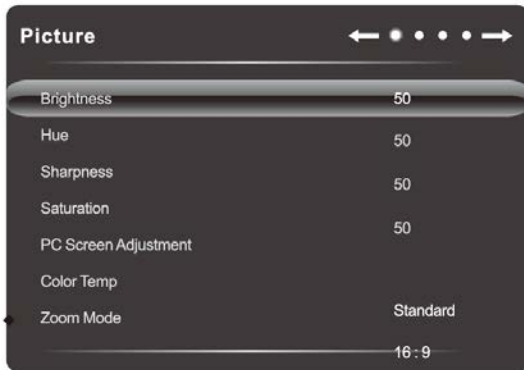 Picture
Brightness 50
Hue 50
Sharpness 50
Saturation 50
PC Screen Adjustment
Color Temp Standard
Zoom Mode 16:9